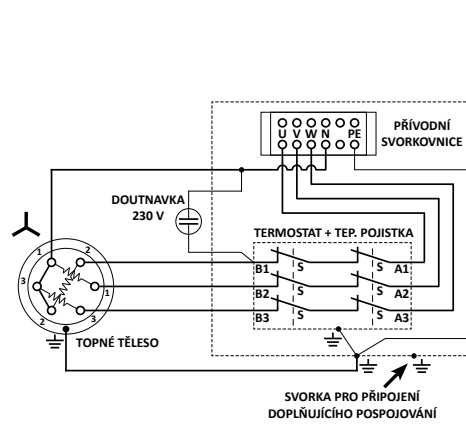 U V W N PE
PŘÍVODNÍ
SVORKOVNICE
DOUTNAVKA
230 V
TERMOSTAT + TEP. POJISTKA
B1 S S A1
B2 S S A2
B3 S S A3
1 2
3 1
2 3
TOPNÉ TĚLESO
SVORKA PRO PŘIPOJENÍ
DOPLŇUJÍCÍHO POSPOJOVÁNÍ